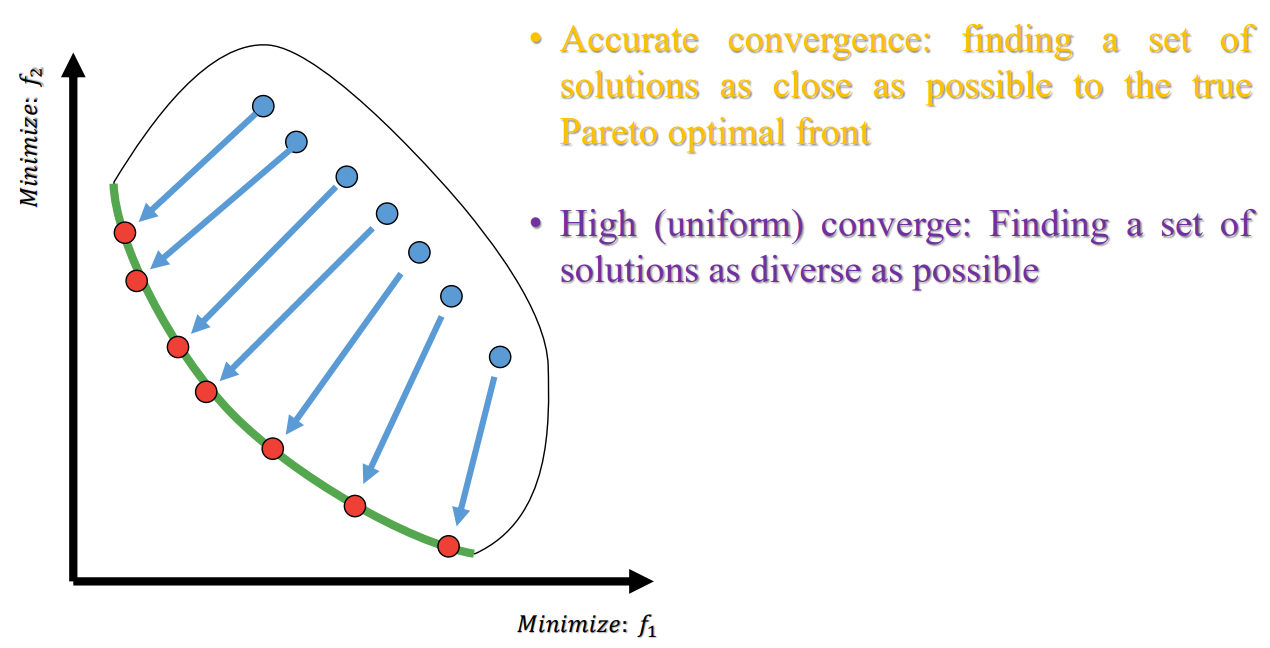 Minimize: f₂
• Accurate convergence: finding a set of
solutions as close as possible to the true
Pareto optimal front
• High (uniform) converge: Finding a set of
solutions as diverse as possible
Minimize: f₁